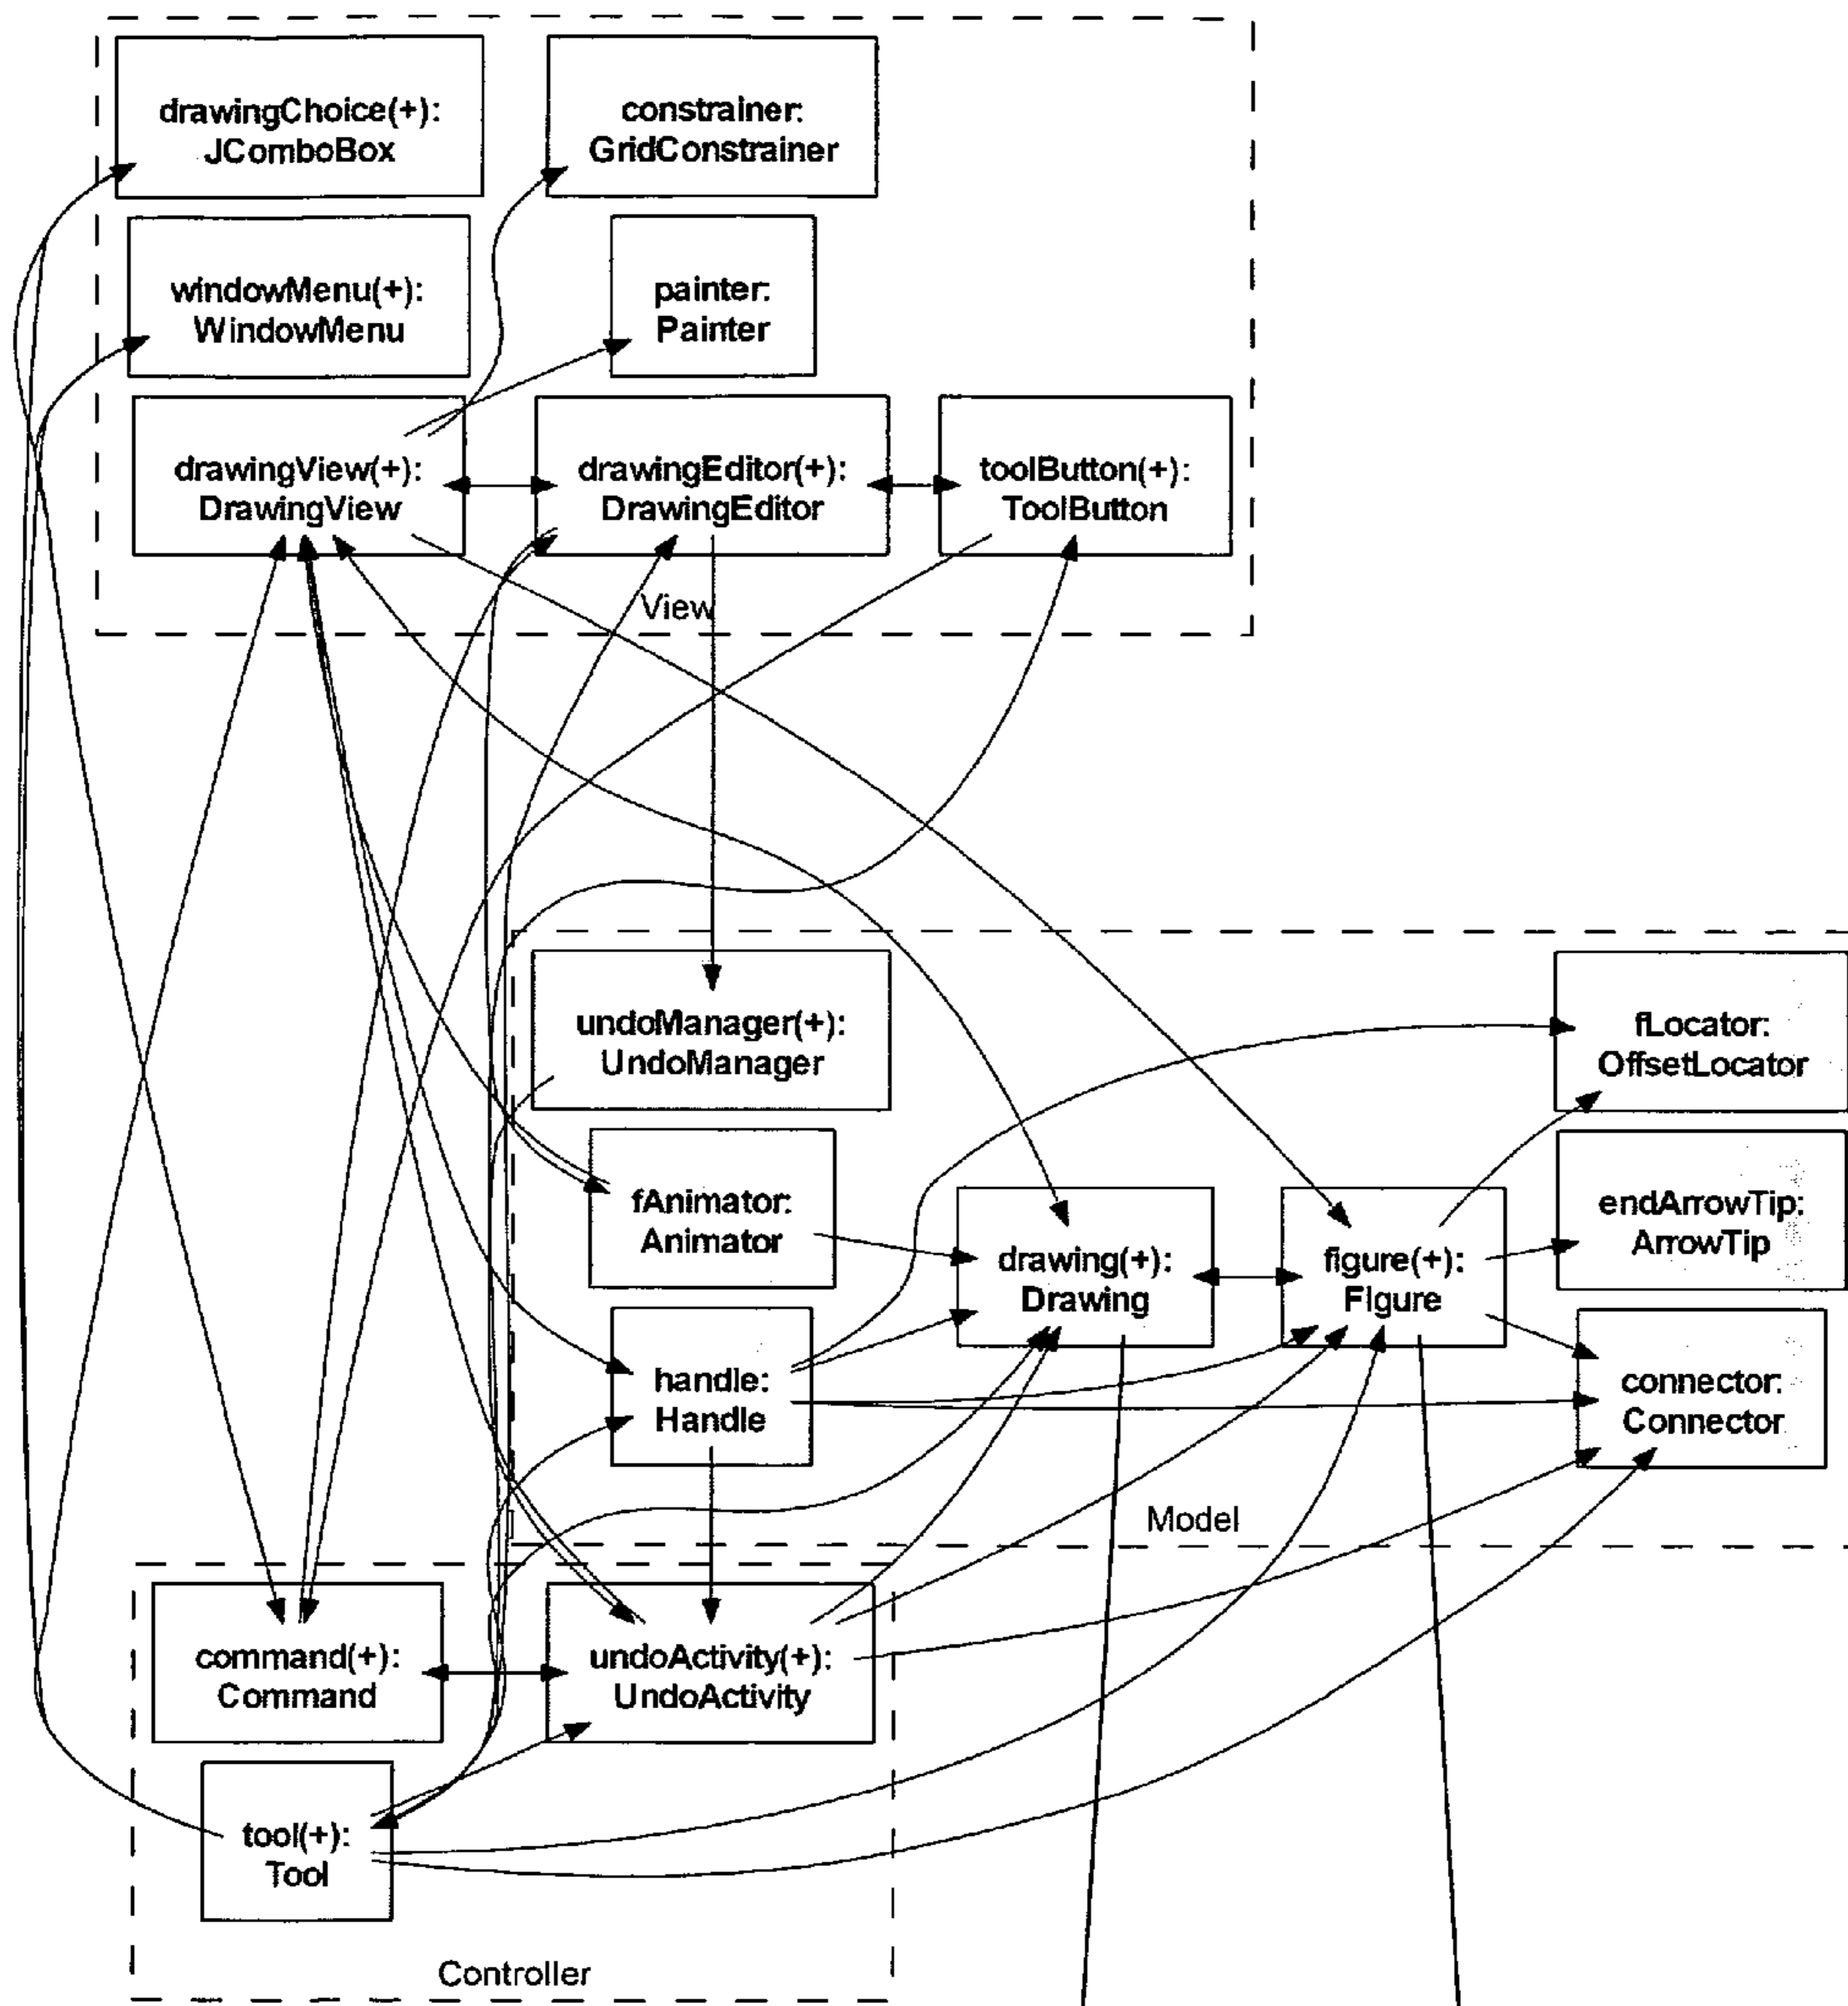 drawingChoice(+):
JComboBox
constrainer:
GridConstrainer
windowMenu(+):
WindowMenu
painter:
Painter
drawingView(+):
DrawingView
drawingEditor(+):
DrawingEditor
toolButton(+):
ToolButton
View
undoManager(+):
UndoManager
fLocator:
OffsetLocator
fAnimator:
Animator
endArrowTip:
ArrowTip
drawing(+):
Drawing
figure(+):
FIgure
handle:
Handle
connector:
Connector
Model
command(+):
Command
undoActivity(+):
UndoActivity
tool(+):
Tool
Controller